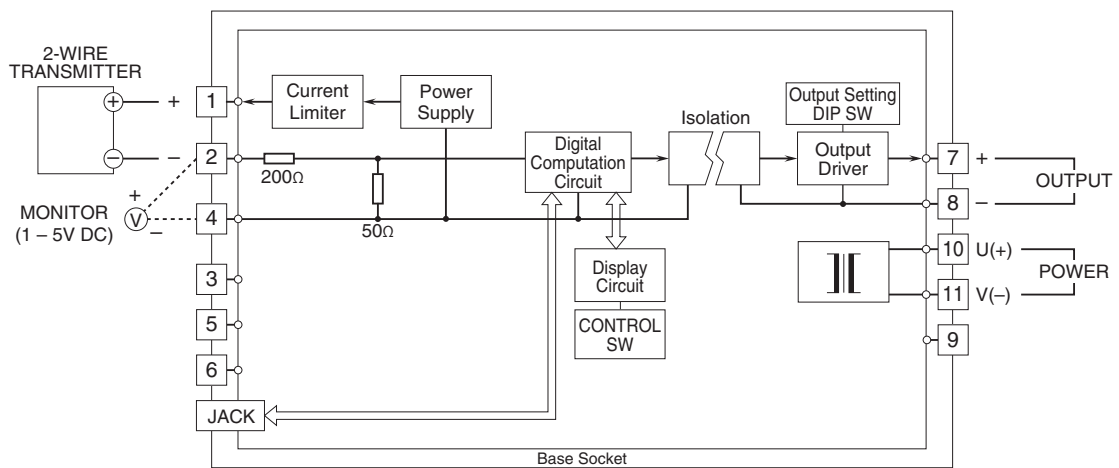 2-WIRE
TRANSMITTER
+
–
+
–
1
2
4
3
5
6
JACK
+
V
–
MONITOR
(1 – 5V DC)
Current
Limiter
Power
Supply
200Ω
50Ω
Digital
Computation
Circuit
Isolation
Output Setting
DIP SW
Output
Driver
Display
Circuit
CONTROL
SW
7
+
8
–
OUTPUT
10
U(+)
11
V(–)
POWER
9
Base Socket